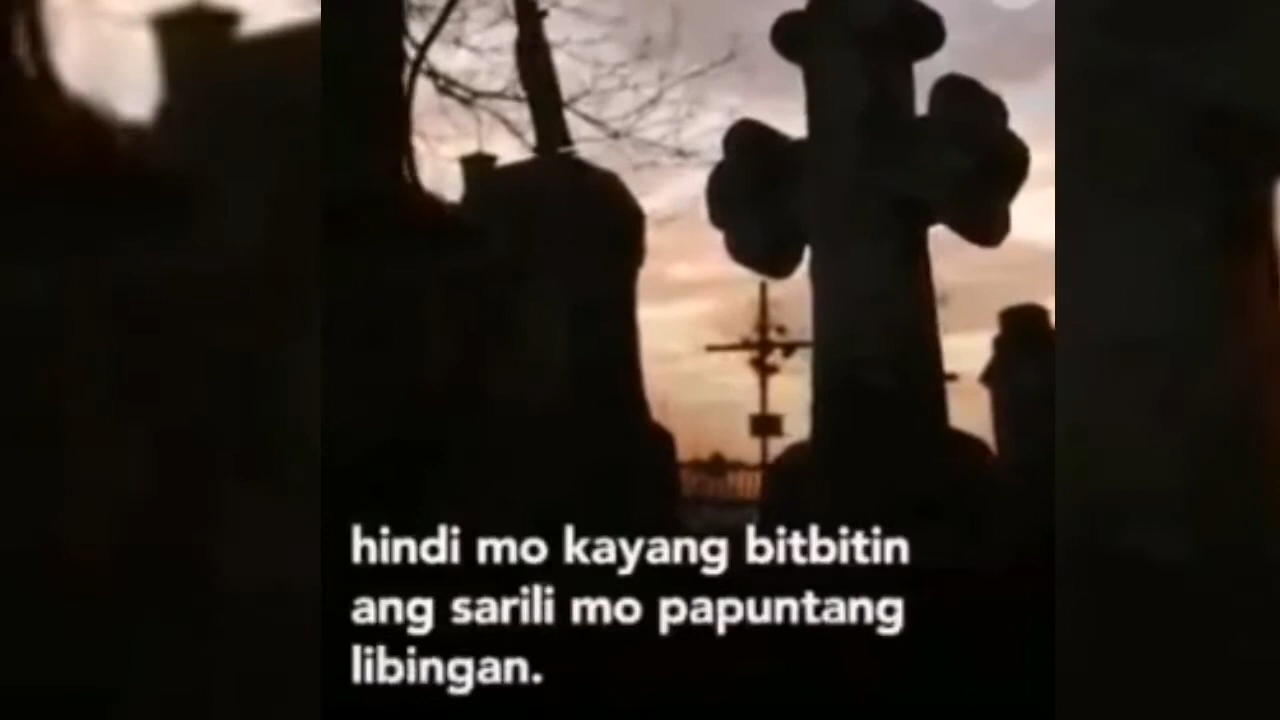 hindi mo kayang bitbitin
ang sarili mo papuntang
libingan.